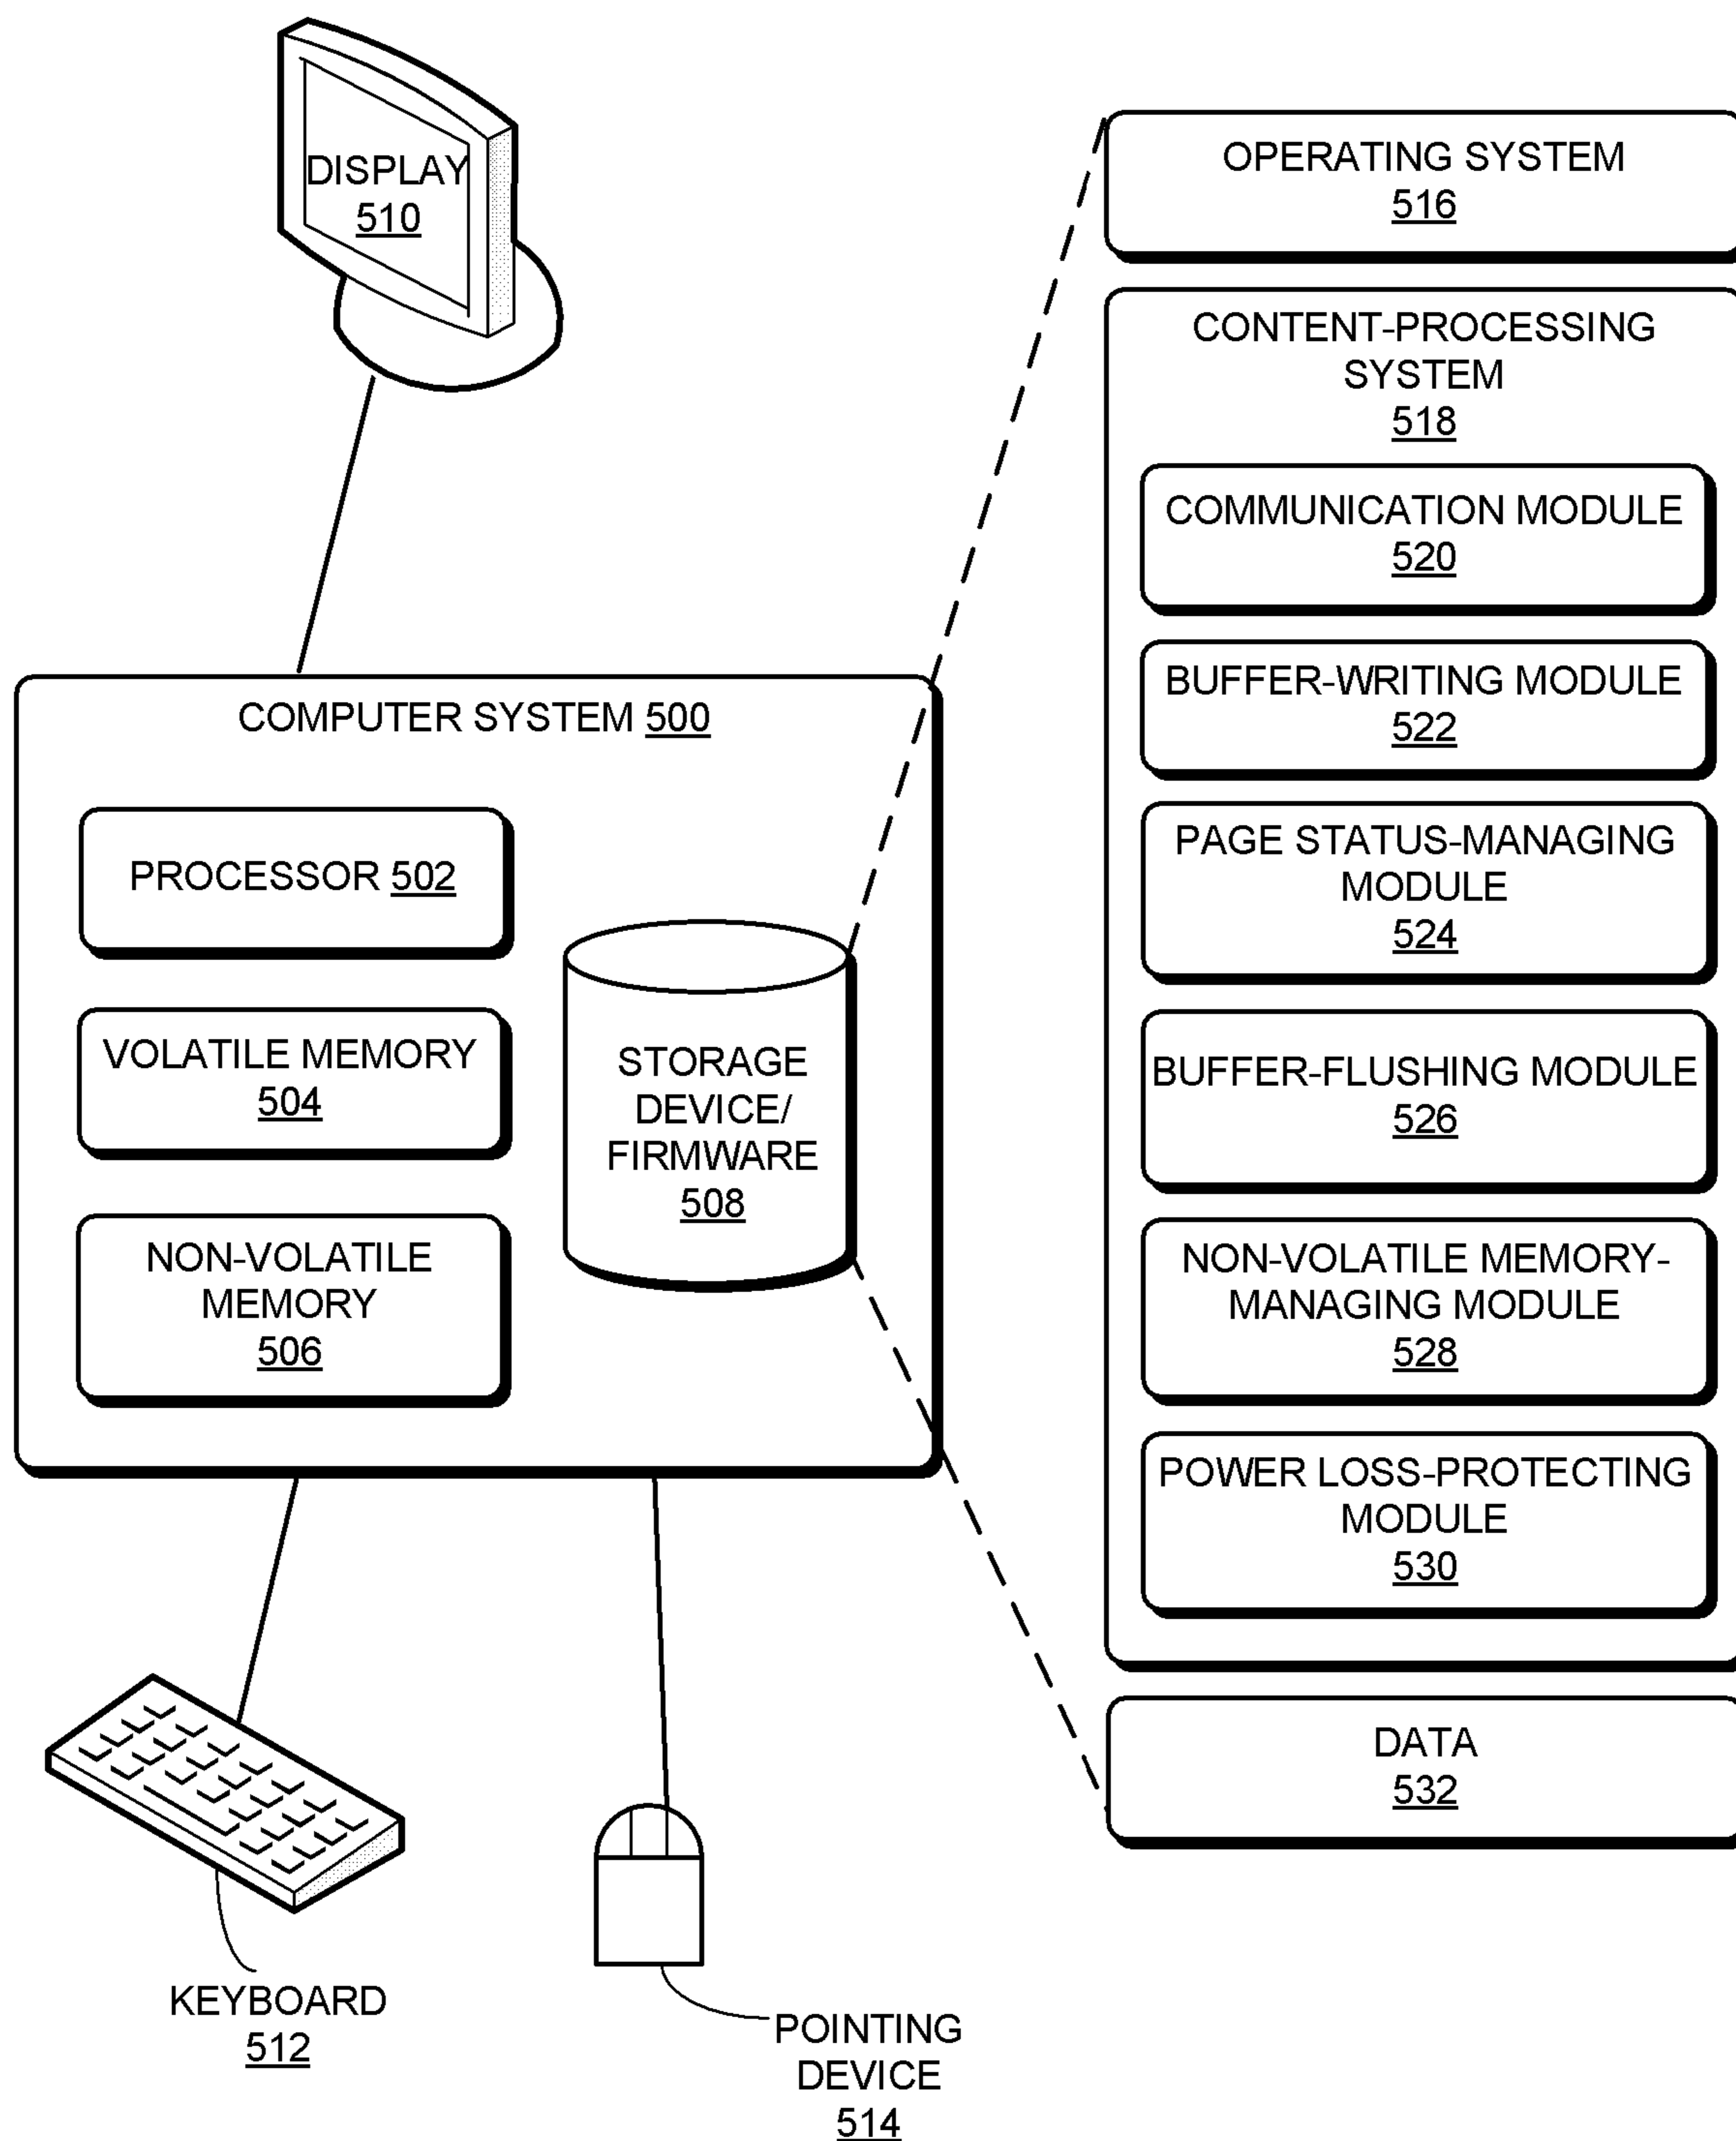 DISPLAY
510
COMPUTER SYSTEM 500
PROCESSOR 502
VOLATILE MEMORY
504
NON-VOLATILE
MEMORY
506
STORAGE
DEVICE/
FIRMWARE
508
KEYBOARD
512
POINTING
DEVICE
514
OPERATING SYSTEM
516
CONTENT-PROCESSING
SYSTEM
518
COMMUNICATION MODULE
520
BUFFER-WRITING MODULE
522
PAGE STATUS-MANAGING
MODULE
524
BUFFER-FLUSHING MODULE
526
NON-VOLATILE MEMORY-
MANAGING MODULE
528
POWER LOSS-PROTECTING
MODULE
530
DATA
532